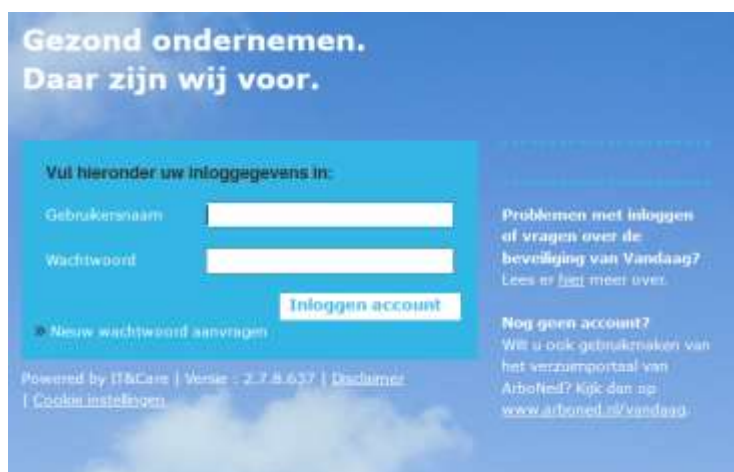 Gezond ondernemen.
Daar zijn wij voor.
Vul hieronder uw inloggegevens in:
Gebruikersnaam
Wachtwoord
Inloggen account
» Nieuw wachtwoord aanvragen
Powered by IT&Care | Versie : 2.7.8.637 | Disclaimer
| Cookie instellingen
Problemen met inloggen
of vragen over de
beveiliging van Vandaag?
Lees er hier meer over.
Nog geen account?
Wilt u ook gebruikmaken van
het verzuimportaal van
ArboNed? Kijk dan op
www.arboned.nl/vandaag.